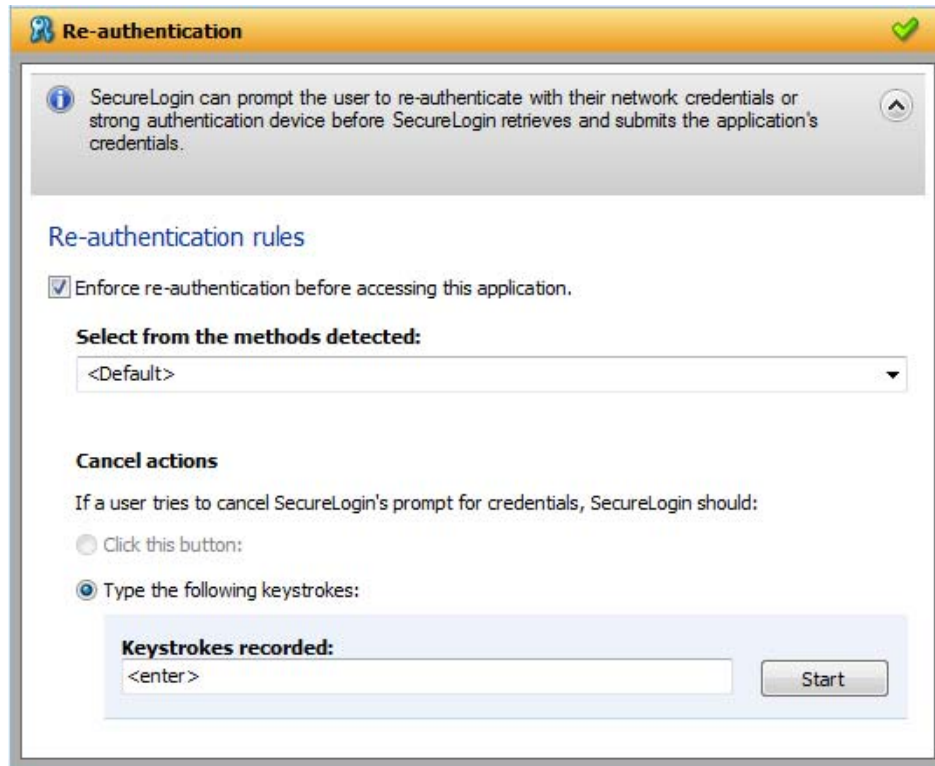 Re-authentication
SecureLogin can prompt the user to re-authenticate with their network credentials or
strong authentication device before SecureLogin retrieves and submits the application's
credentials.
Re-authentication rules
Enforce re-authentication before accessing this application.
Select from the methods detected:
<Default>
Cancel actions
If a user tries to cancel SecureLogin's prompt for credentials, SecureLogin should:
Click this button:
Type the following keystrokes:
Keystrokes recorded:
<enter>
Start